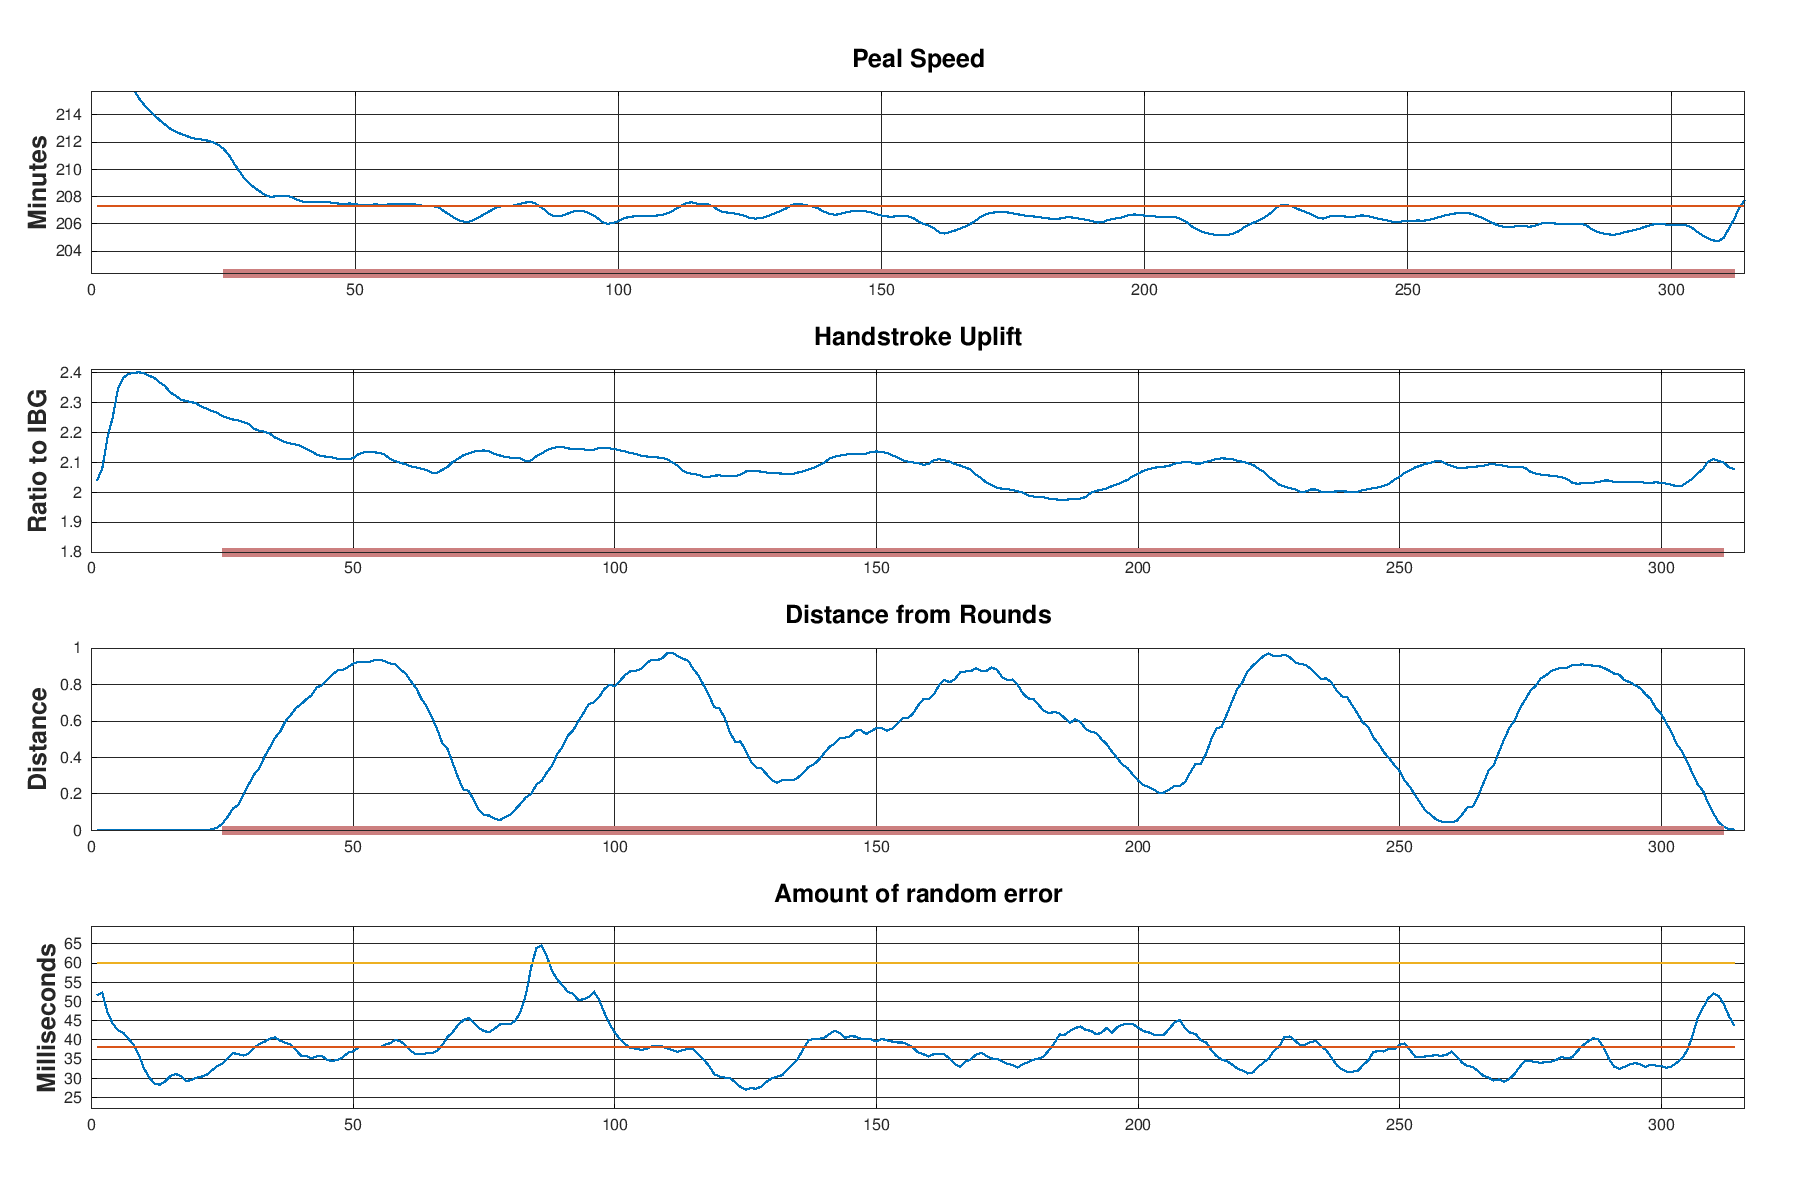 Peal Speed
Minutes
214
212
210
208
206
204
0 50 100 150 200 250 300
Handstroke Uplift
Ratio to IBG
2.4
2.3
2.2
2.1
2
1.9
1.8
0 50 100 150 200 250 300
Distance from Rounds
Distance
1
0.8
0.6
0.4
0.2
0
0 50 100 150 200 250 300
Amount of random error
Milliseconds
65
60
55
50
45
40
35
30
25
0 50 100 150 200 250 300